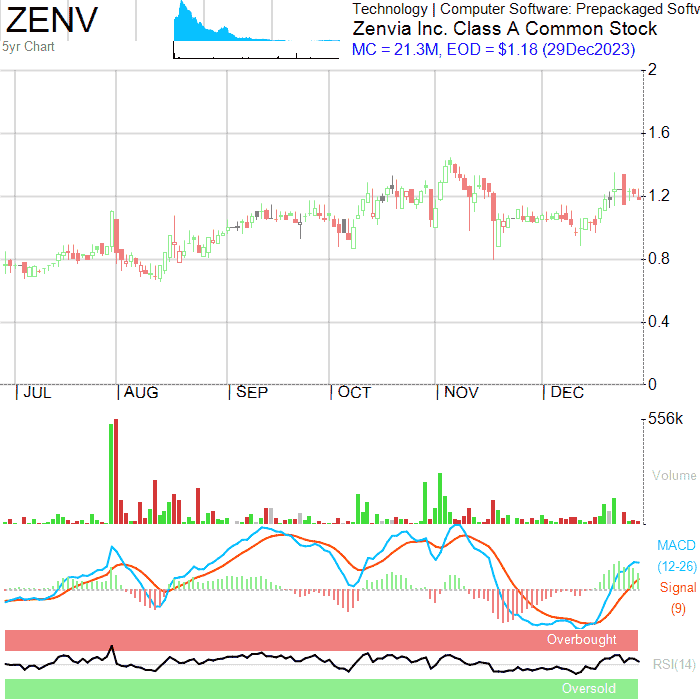 ZENV
5yr Chart
Technology | Computer Software: Prepackaged Softw
Zenvia Inc. Class A Common Stock
MC = 21.3M, EOD = $1.18 (29Dec2023)
2
1.6
1.2
0.8
0.4
0
JUL AUG SEP OCT NOV DEC
556k
Volume
MACD
(12-26)
Signal
(9)
Overbought
RSI(14)
Oversold